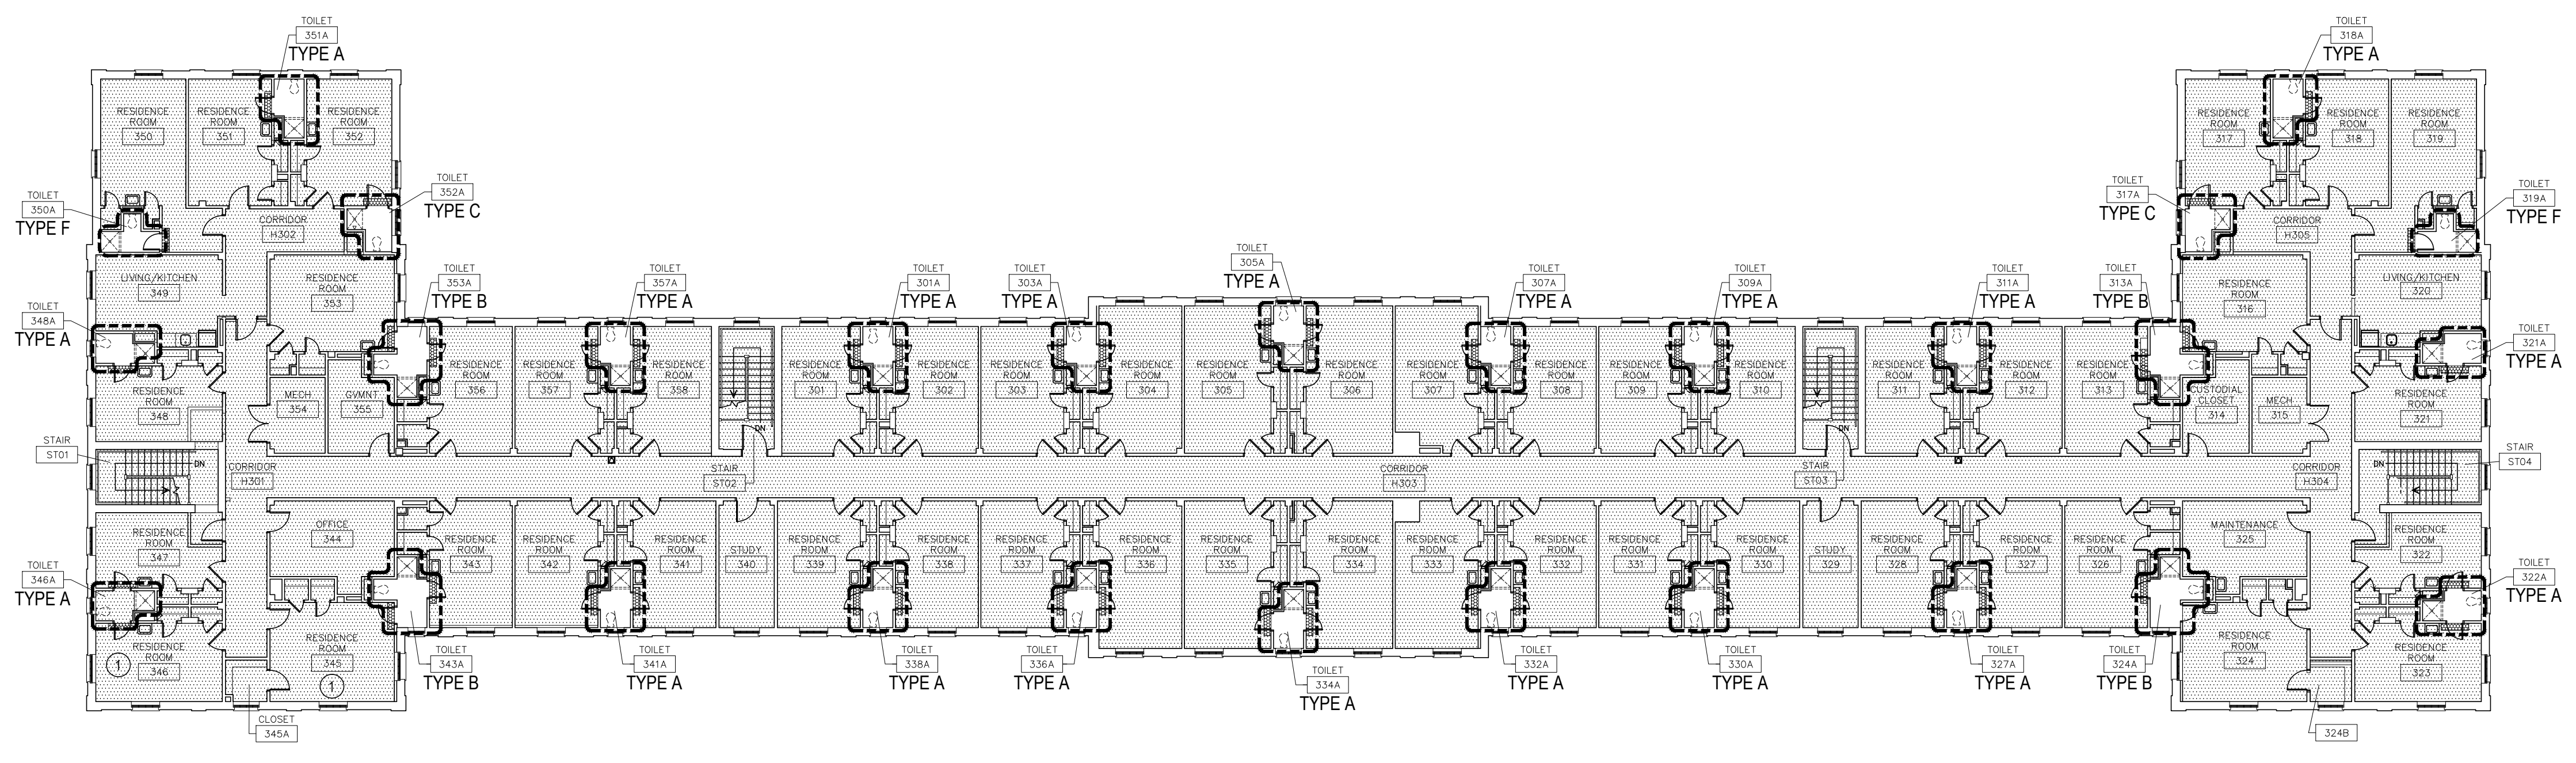 TOILET
351A
TYPE A
TOILET
318A
TYPE A
RESIDENCE
ROOM
350
RESIDENCE
ROOM
351
RESIDENCE
ROOM
352
RESIDENCE
ROOM
317
RESIDENCE
ROOM
318
RESIDENCE
ROOM
319
TOILET
350A
TYPE F
TOILET
352A
TYPE C
TOILET
317A
TYPE C
TOILET
319A
TYPE F
CORRIDOR
H302
CORRIDOR
H305
LIVING/KITCHEN
349
RESIDENCE
ROOM
353
TOILET
353A
TYPE B
TOILET
357A
TYPE A
TOILET
301A
TYPE A
TOILET
303A
TYPE A
TOILET
305A
TYPE A
TOILET
307A
TYPE A
TOILET
309A
TYPE A
TOILET
311A
TYPE A
TOILET
313A
TYPE B
RESIDENCE
ROOM
316
LIVING/KITCHEN
320
TOILET
348A
TYPE A
TOILET
321A
TYPE A
RESIDENCE
ROOM
348
MECH
354
GVMNT
355
RESIDENCE
ROOM
356
RESIDENCE
ROOM
357
RESIDENCE
ROOM
358
RESIDENCE
ROOM
301
RESIDENCE
ROOM
302
RESIDENCE
ROOM
303
RESIDENCE
ROOM
304
RESIDENCE
ROOM
305
RESIDENCE
ROOM
306
RESIDENCE
ROOM
307
RESIDENCE
ROOM
308
RESIDENCE
ROOM
309
RESIDENCE
ROOM
310
RESIDENCE
ROOM
311
RESIDENCE
ROOM
312
RESIDENCE
ROOM
313
CUSTODIAL
CLOSET
314
MECH
315
RESIDENCE
ROOM
321
DN
DN
STAIR
ST01
DN
CORRIDOR
H301
STAIR
ST02
CORRIDOR
H303
STAIR
ST03
CORRIDOR
H304
DN
STAIR
ST04
RESIDENCE
ROOM
347
OFFICE
344
RESIDENCE
ROOM
343
RESIDENCE
ROOM
342
RESIDENCE
ROOM
341
STUDY
340
RESIDENCE
ROOM
339
RESIDENCE
ROOM
338
RESIDENCE
ROOM
337
RESIDENCE
ROOM
336
RESIDENCE
ROOM
335
RESIDENCE
ROOM
334
RESIDENCE
ROOM
333
RESIDENCE
ROOM
332
RESIDENCE
ROOM
331
RESIDENCE
ROOM
330
STUDY
329
RESIDENCE
ROOM
328
RESIDENCE
ROOM
327
RESIDENCE
ROOM
326
MAINTENANCE
325
RESIDENCE
ROOM
322
TOILET
346A
TYPE A
TOILET
322A
TYPE A
RESIDENCE
ROOM
346
1
RESIDENCE
ROOM
345
1
TOILET
343A
TYPE B
TOILET
341A
TYPE A
TOILET
338A
TYPE A
TOILET
336A
TYPE A
TOILET
334A
TYPE A
TOILET
332A
TYPE A
TOILET
330A
TYPE A
TOILET
327A
TYPE A
TOILET
324A
TYPE B
RESIDENCE
ROOM
324
RESIDENCE
ROOM
323
CLOSET
345A
324B